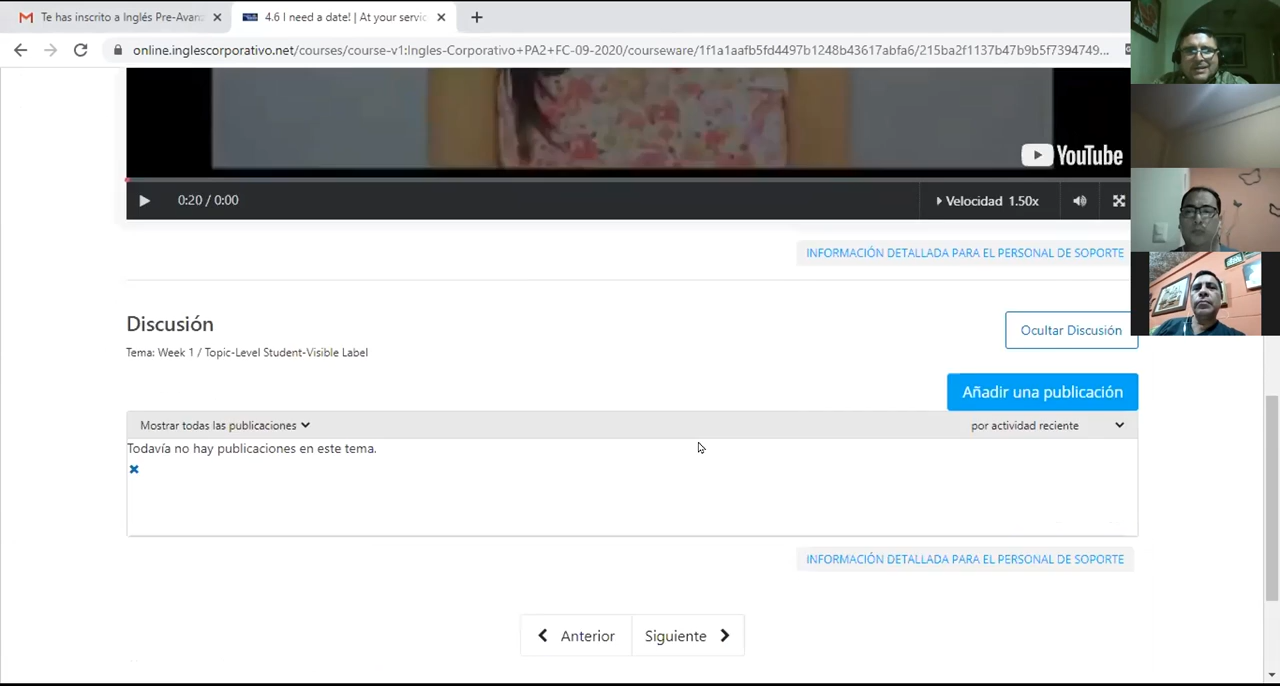 Te has inscrito a Inglés Pre-Avan
4.6 I need a date! | At your servic
online.inglescorporativo.net/courses/course-v1:Ingles-Corporativo+PA2+FC-09-2020/courseware/1f1a1aafb5fd4497b1248b43617abfa6/215ba2f1137b47b9b5f7394749...
YouTube
0:20 / 0:00
Velocidad 1.50x
INFORMACIÓN DETALLADA PARA EL PERSONAL DE SOPORTE
Discusión
Ocultar Discusión
Tema: Week 1 / Topic-Level Student-Visible Label
Añadir una publicación
Mostrar todas las publicaciones
por actividad reciente
Todavía no hay publicaciones en este tema.
INFORMACIÓN DETALLADA PARA EL PERSONAL DE SOPORTE
Anterior
Siguiente